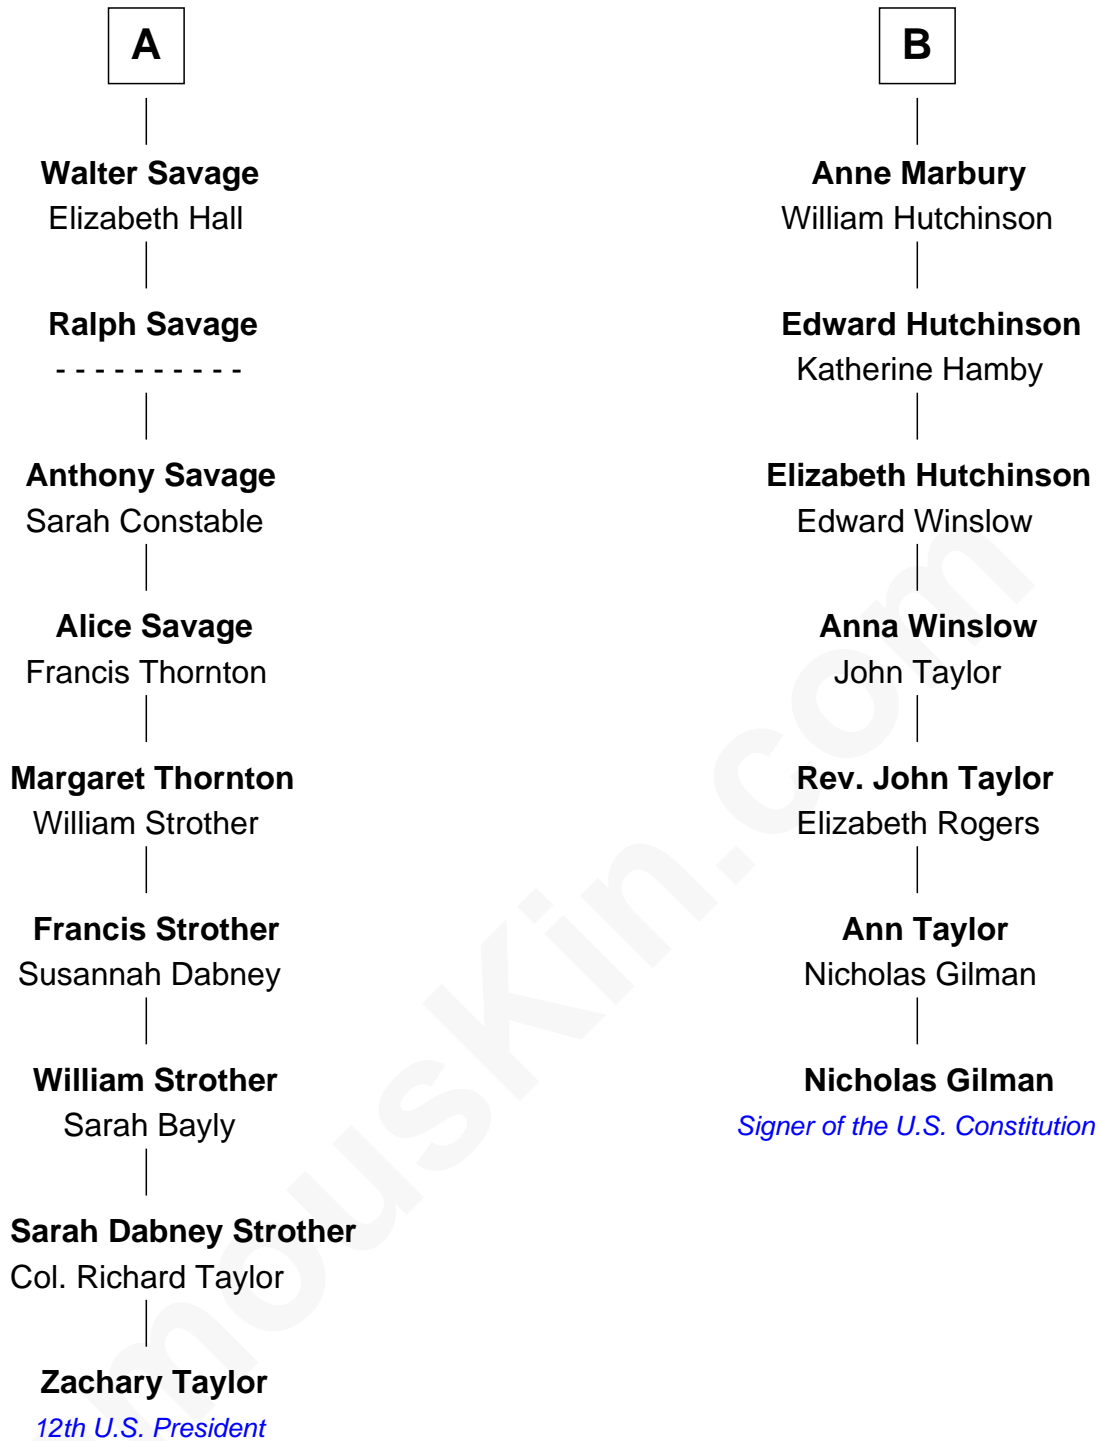 A
Walter Savage
Elizabeth Hall
Ralph Savage
- - - - - - - - - -
Anthony Savage
Sarah Constable
Alice Savage
Francis Thornton
Margaret Thornton
William Strother
Francis Strother
Susannah Dabney
William Strother
Sarah Bayly
Sarah Dabney Strother
Col. Richard Taylor
Zachary Taylor
12th U.S. President
B
Anne Marbury
William Hutchinson
Edward Hutchinson
Katherine Hamby
Elizabeth Hutchinson
Edward Winslow
Anna Winslow
John Taylor
Rev. John Taylor
Elizabeth Rogers
Ann Taylor
Nicholas Gilman
Nicholas Gilman
Signer of the U.S. Constitution
mouskin.com